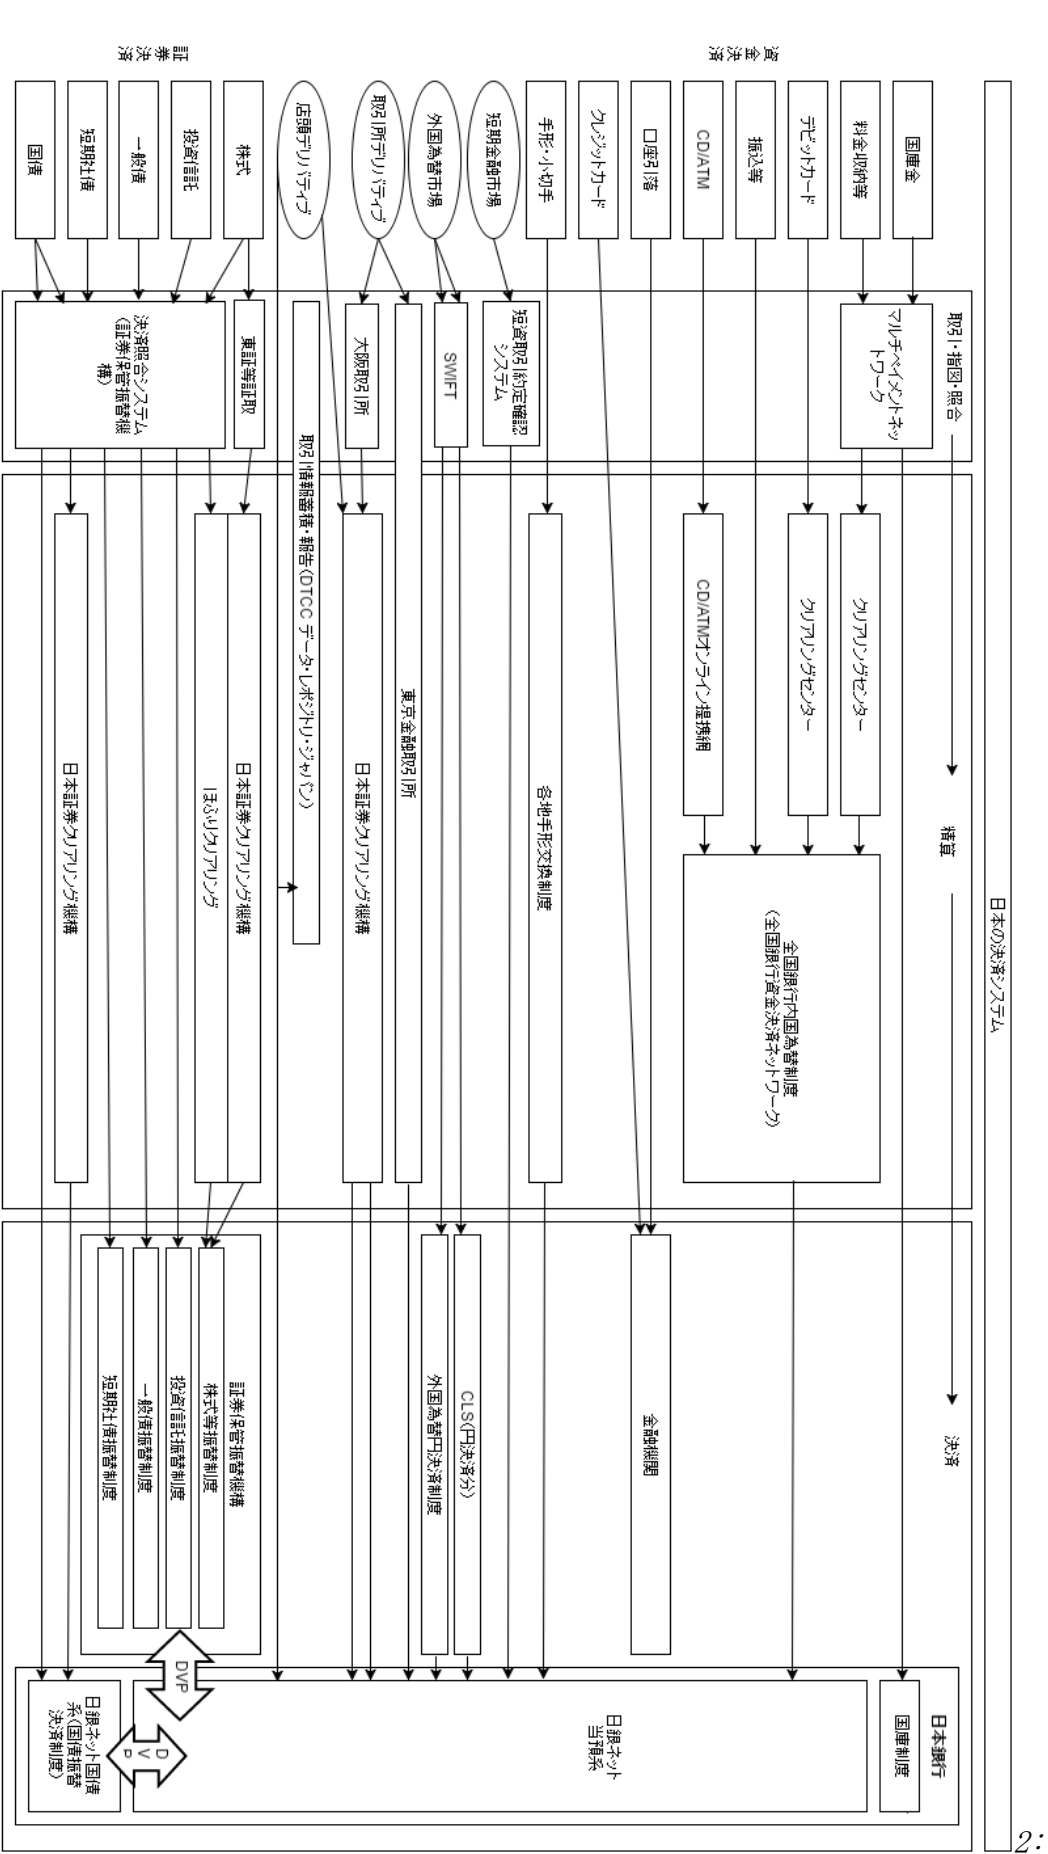 日本の決済システム
取引・指図・照合
精算
決済
資金決済
国庫金
料金収納等
デビットカード
振込等
CD/ATM
口座引落
クレジットカード
手形・小切手
短期金融市場
外国為替市場
取引所デリバティブ
店頭デリバティブ
証券決済
株式
投資信託
一般債
短期社債
国債
マルチペイメントネッ
トワーク
短資取引約定確認
システム
SWIFT
大阪取引所
東証等証取
決済照合システム
(証券保管振替機
構)
クリアリングセンター
クリアリングセンター
CD/ATMオンライン提携網
全国銀行内国為替制度
(全国銀行資金決済ネットワーク)
各地手形交換制度
東京金融取引所
日本証券クリアリング機構
取引情報蓄積・報告(DTCC データ・レポジトリ・ジャパン)
日本証券クリアリング機構
ほふりクリアリング
日本証券クリアリング機構
金融機関
CLS(円決済分)
外国為替円決済制度
証券保管振替機構
株式等振替制度
投資信託振替制度
一般債振替制度
短期社債振替制度
日本銀行
国庫制度
日銀ネット
当預系
DVP
DVP
日銀ネット国債
系(国債振替
決済制度)
2: